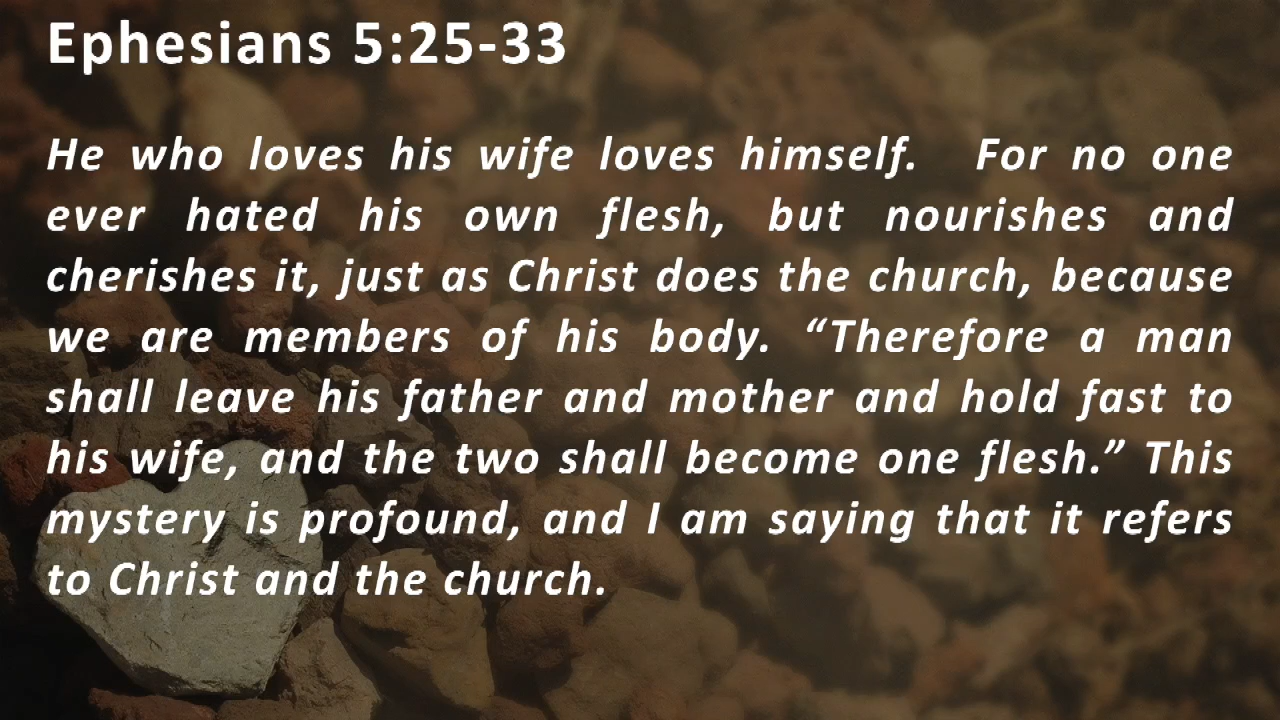 Ephesians 5:25-33
He who loves his wife loves himself. For no one
ever hated his own flesh, but nourishes and
cherishes it, just as Christ does the church, because
we are members of his body. “Therefore a man
shall leave his father and mother and hold fast to
his wife, and the two shall become one flesh.” This
mystery is profound, and I am saying that it refers
to Christ and the church.